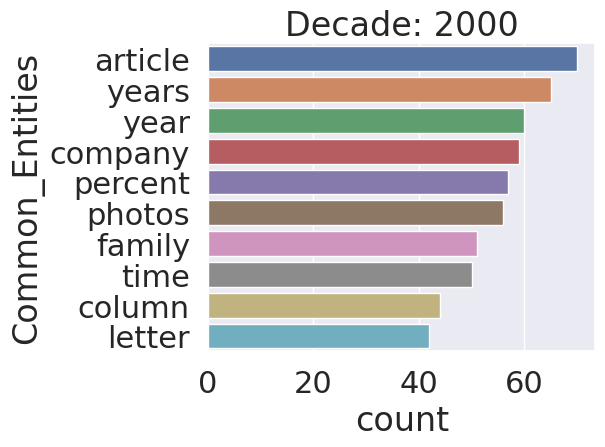 Decade: 2000
Common_Entities
article
years
year
company
percent
photos
family
time
column
letter
0 20 40 60
count